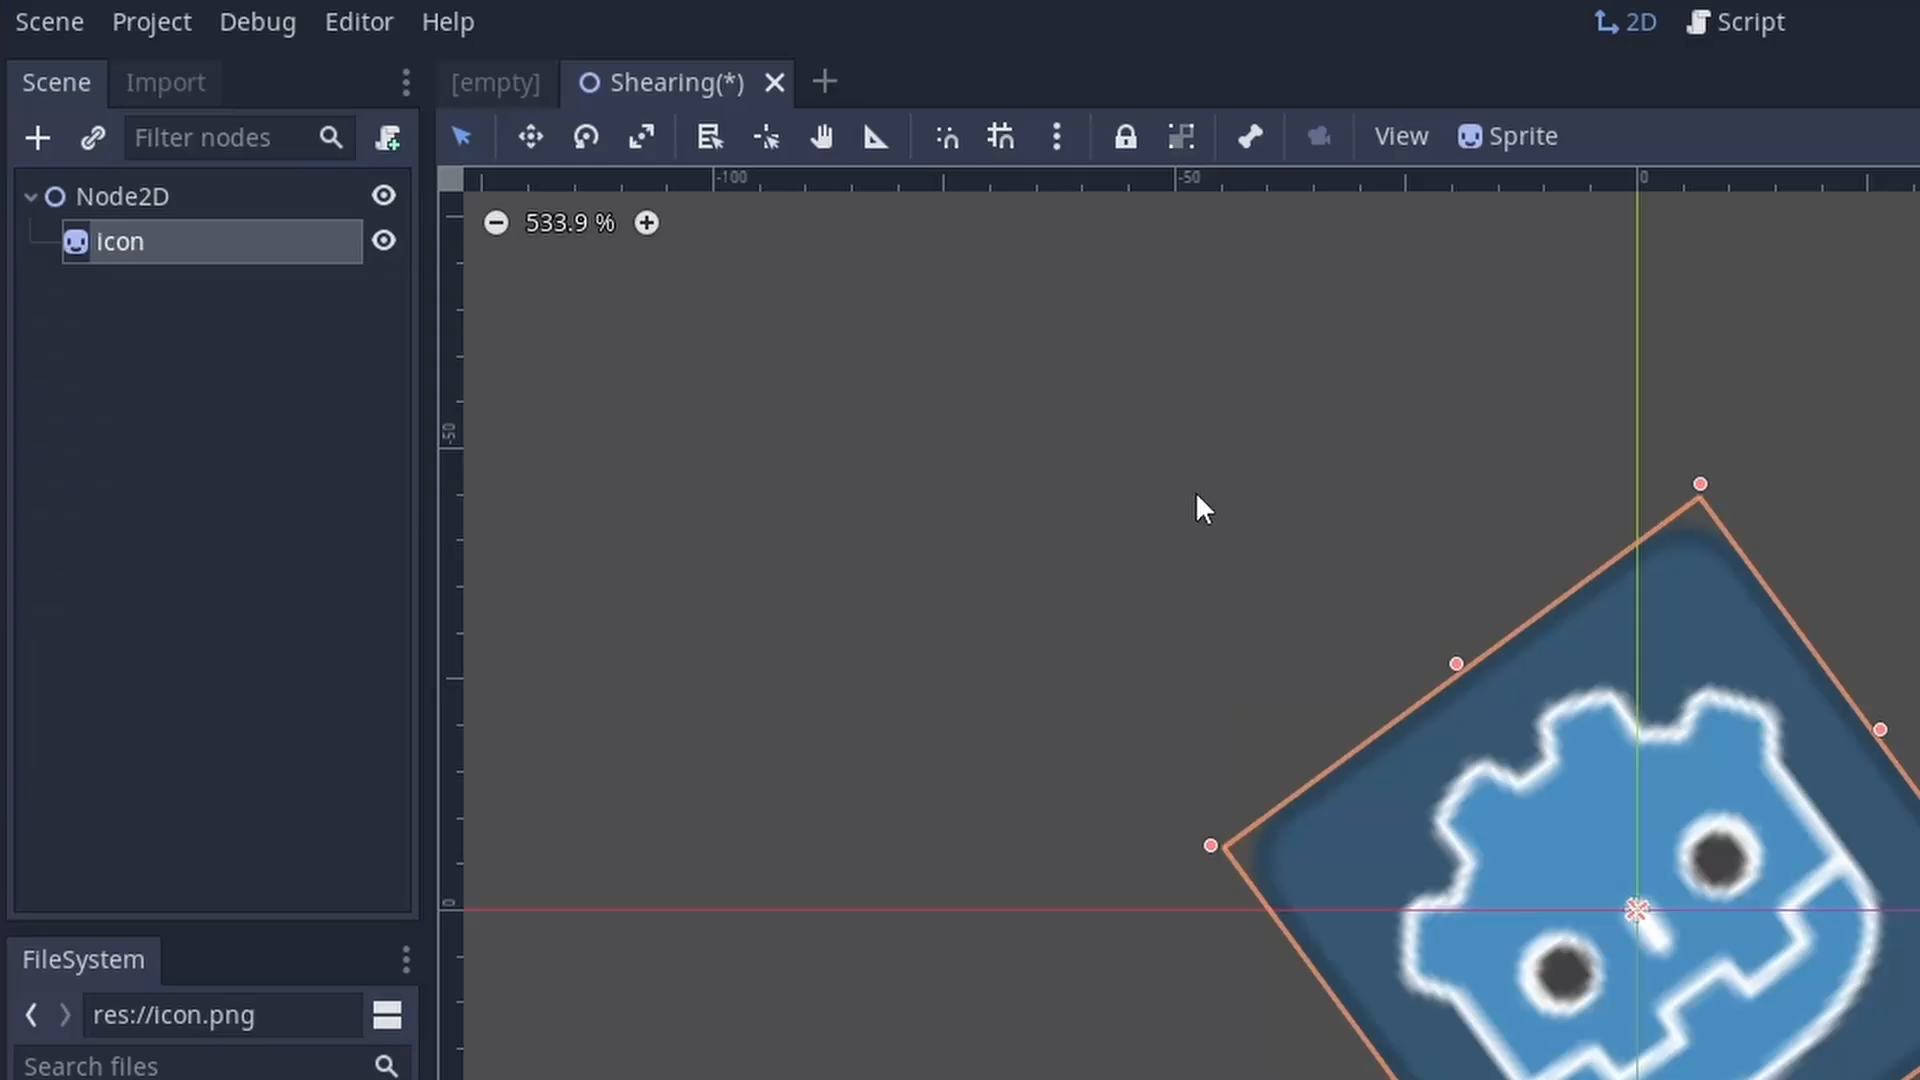 Scene Project Debug Editor Help 2D Script
Scene Import [empty] Shearing(*)
Filter nodes View Sprite
-100 -50 0
Node2D
533.9 %
icon
-50
0
FileSystem
res://icon.png
Search files